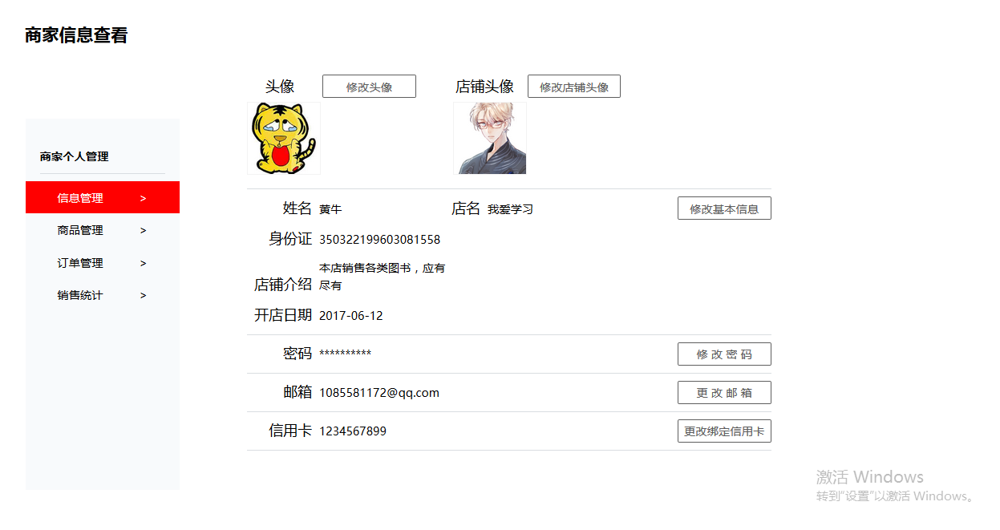 商家信息查看
头像 修改头像 店铺头像 修改店铺头像
商家个人管理
信息管理 >
商品管理 >
订单管理 >
销售统计 >
姓名 黄牛 店名 我爱学习 修改基本信息
身份证 350322199603081558
店铺介绍 本店销售各类图书，应有
尽有
开店日期 2017-06-12
密码 ********** 修 改 密 码
邮箱 1085581172@qq.com 更 改 邮 箱
信用卡 1234567899 更改绑定信用卡
激活 Windows
转到"设置"以激活 Windows。